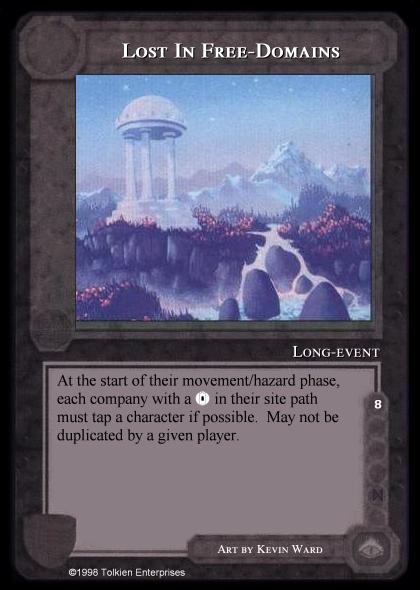 LOST IN FREE-DOMAINS
LONG-EVENT
At the start of their movement/hazard phase,
each company with a in their site path
must tap a character if possible. May not be
duplicated by a given player.
8
ART BY KEVIN WARD
©1998 Tolkien Enterprises